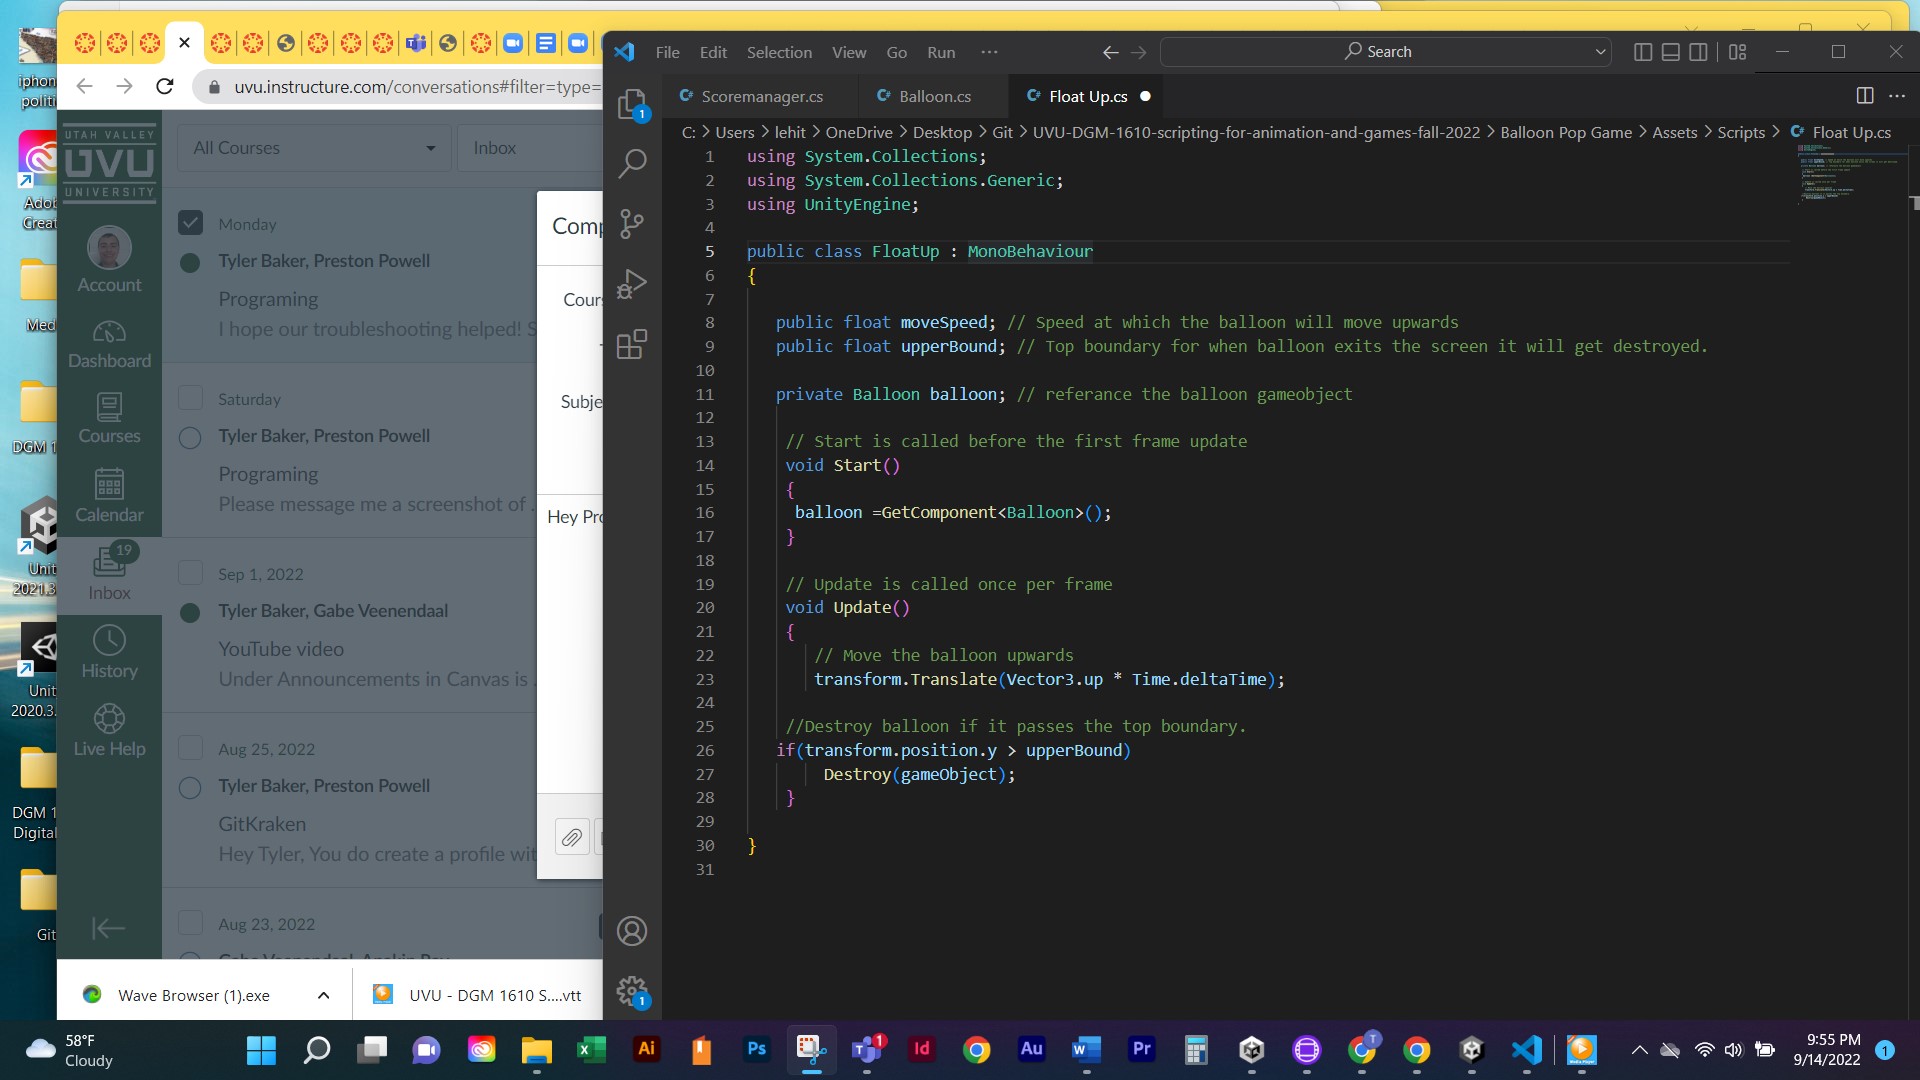 iphon
politi
Adob
Creat
Med
DGM 1
Unit
2021.3.
Unit
2020.3.
DGM 1
Digital
Git
uvu.instructure.com/conversations#filter=type=
UTAH VALLEY
UVU
UNIVERSITY
Account
Dashboard
Courses
Calendar
19
Inbox
History
Live Help
All Courses
Inbox
Monday
Tyler Baker, Preston Powell
Programing
I hope our troubleshooting helped! S
Saturday
Tyler Baker, Preston Powell
Programing
Please message me a screenshot of .
Sep 1, 2022
Tyler Baker, Gabe Veenendaal
YouTube video
Under Announcements in Canvas is .
Aug 25, 2022
Tyler Baker, Preston Powell
GitKraken
Hey Tyler, You do create a profile wit
Aug 23, 2022
Comp
Cours
Subje
Hey Pro
Wave Browser (1).exe
UVU - DGM 1610 S....vtt
File Edit Selection View Go Run ···
Search
Scoremanager.cs
Balloon.cs
Float Up.cs
C: > Users > lehit > OneDrive > Desktop > Git > UVU-DGM-1610-scripting-for-animation-and-games-fall-2022 > Balloon Pop Game > Assets > Scripts > Float Up.cs
1 using System.Collections;
2 using System.Collections.Generic;
3 using UnityEngine;
4
5 public class FloatUp : MonoBehaviour
6 {
7
8 public float moveSpeed; // Speed at which the balloon will move upwards
9 public float upperBound; // Top boundary for when balloon exits the screen it will get destroyed.
10
11 private Balloon balloon; // referance the balloon gameobject
12
13 // Start is called before the first frame update
14 void Start()
15 {
16 balloon =GetComponent<Balloon>();
17 }
18
19 // Update is called once per frame
20 void Update()
21 {
22 // Move the balloon upwards
23 transform.Translate(Vector3.up * Time.deltaTime);
24
25 //Destroy balloon if it passes the top boundary.
26 if(transform.position.y > upperBound)
27 Destroy(gameObject);
28 }
29
30 }
31
1
1
58°F
Cloudy
Ai
Ps
1
Id
Au
Pr
T
9:55 PM
9/14/2022
1